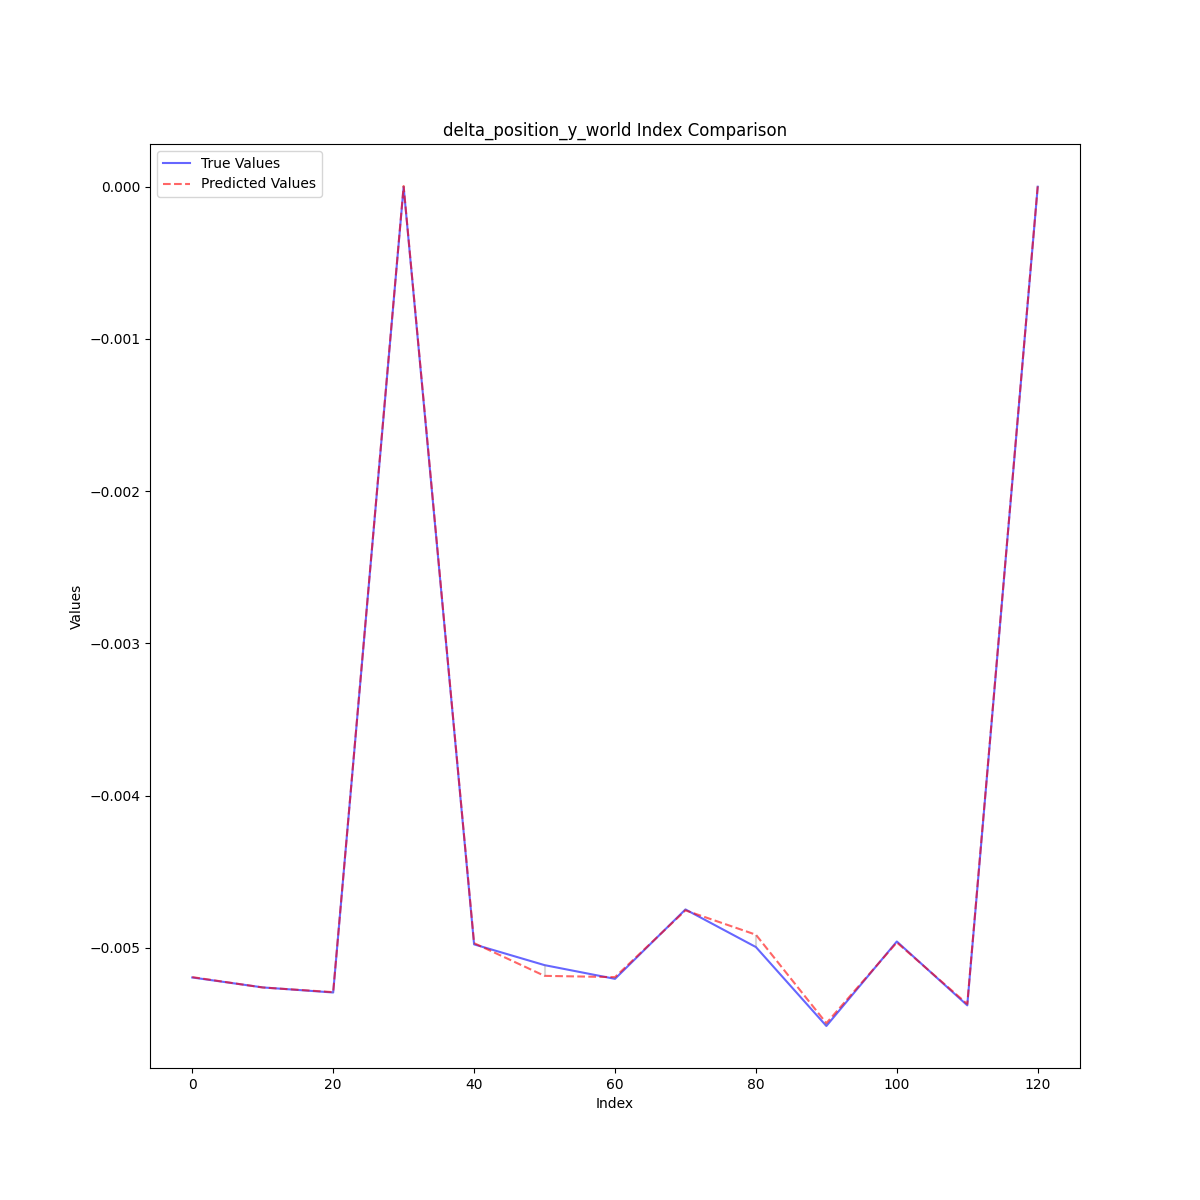 delta_position_y_world Index Comparison
True Values
Predicted Values
0.000
−0.001
−0.002
−0.003
−0.004
−0.005
Values
0 20 40 60 80 100 120
Index